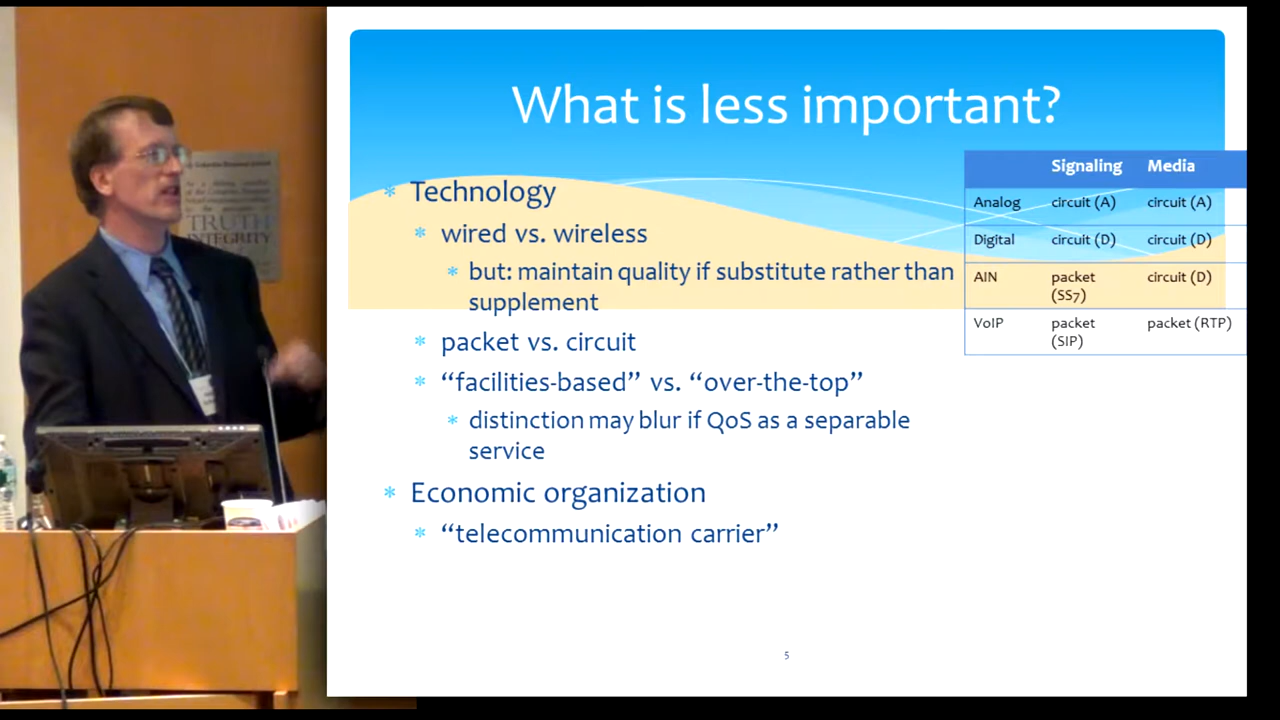 What is less important?
* Technology
* wired vs. wireless
* but: maintain quality if substitute rather than
supplement
* packet vs. circuit
* “facilities-based” vs. “over-the-top”
* distinction may blur if QoS as a separable
service
* Economic organization
* “telecommunication carrier”
Signaling Media
Analog circuit (A) circuit (A)
Digital circuit (D) circuit (D)
AIN packet circuit (D)
(SS7)
VoIP packet packet (RTP)
(SIP)
5
TRUTH
INTEGRITY